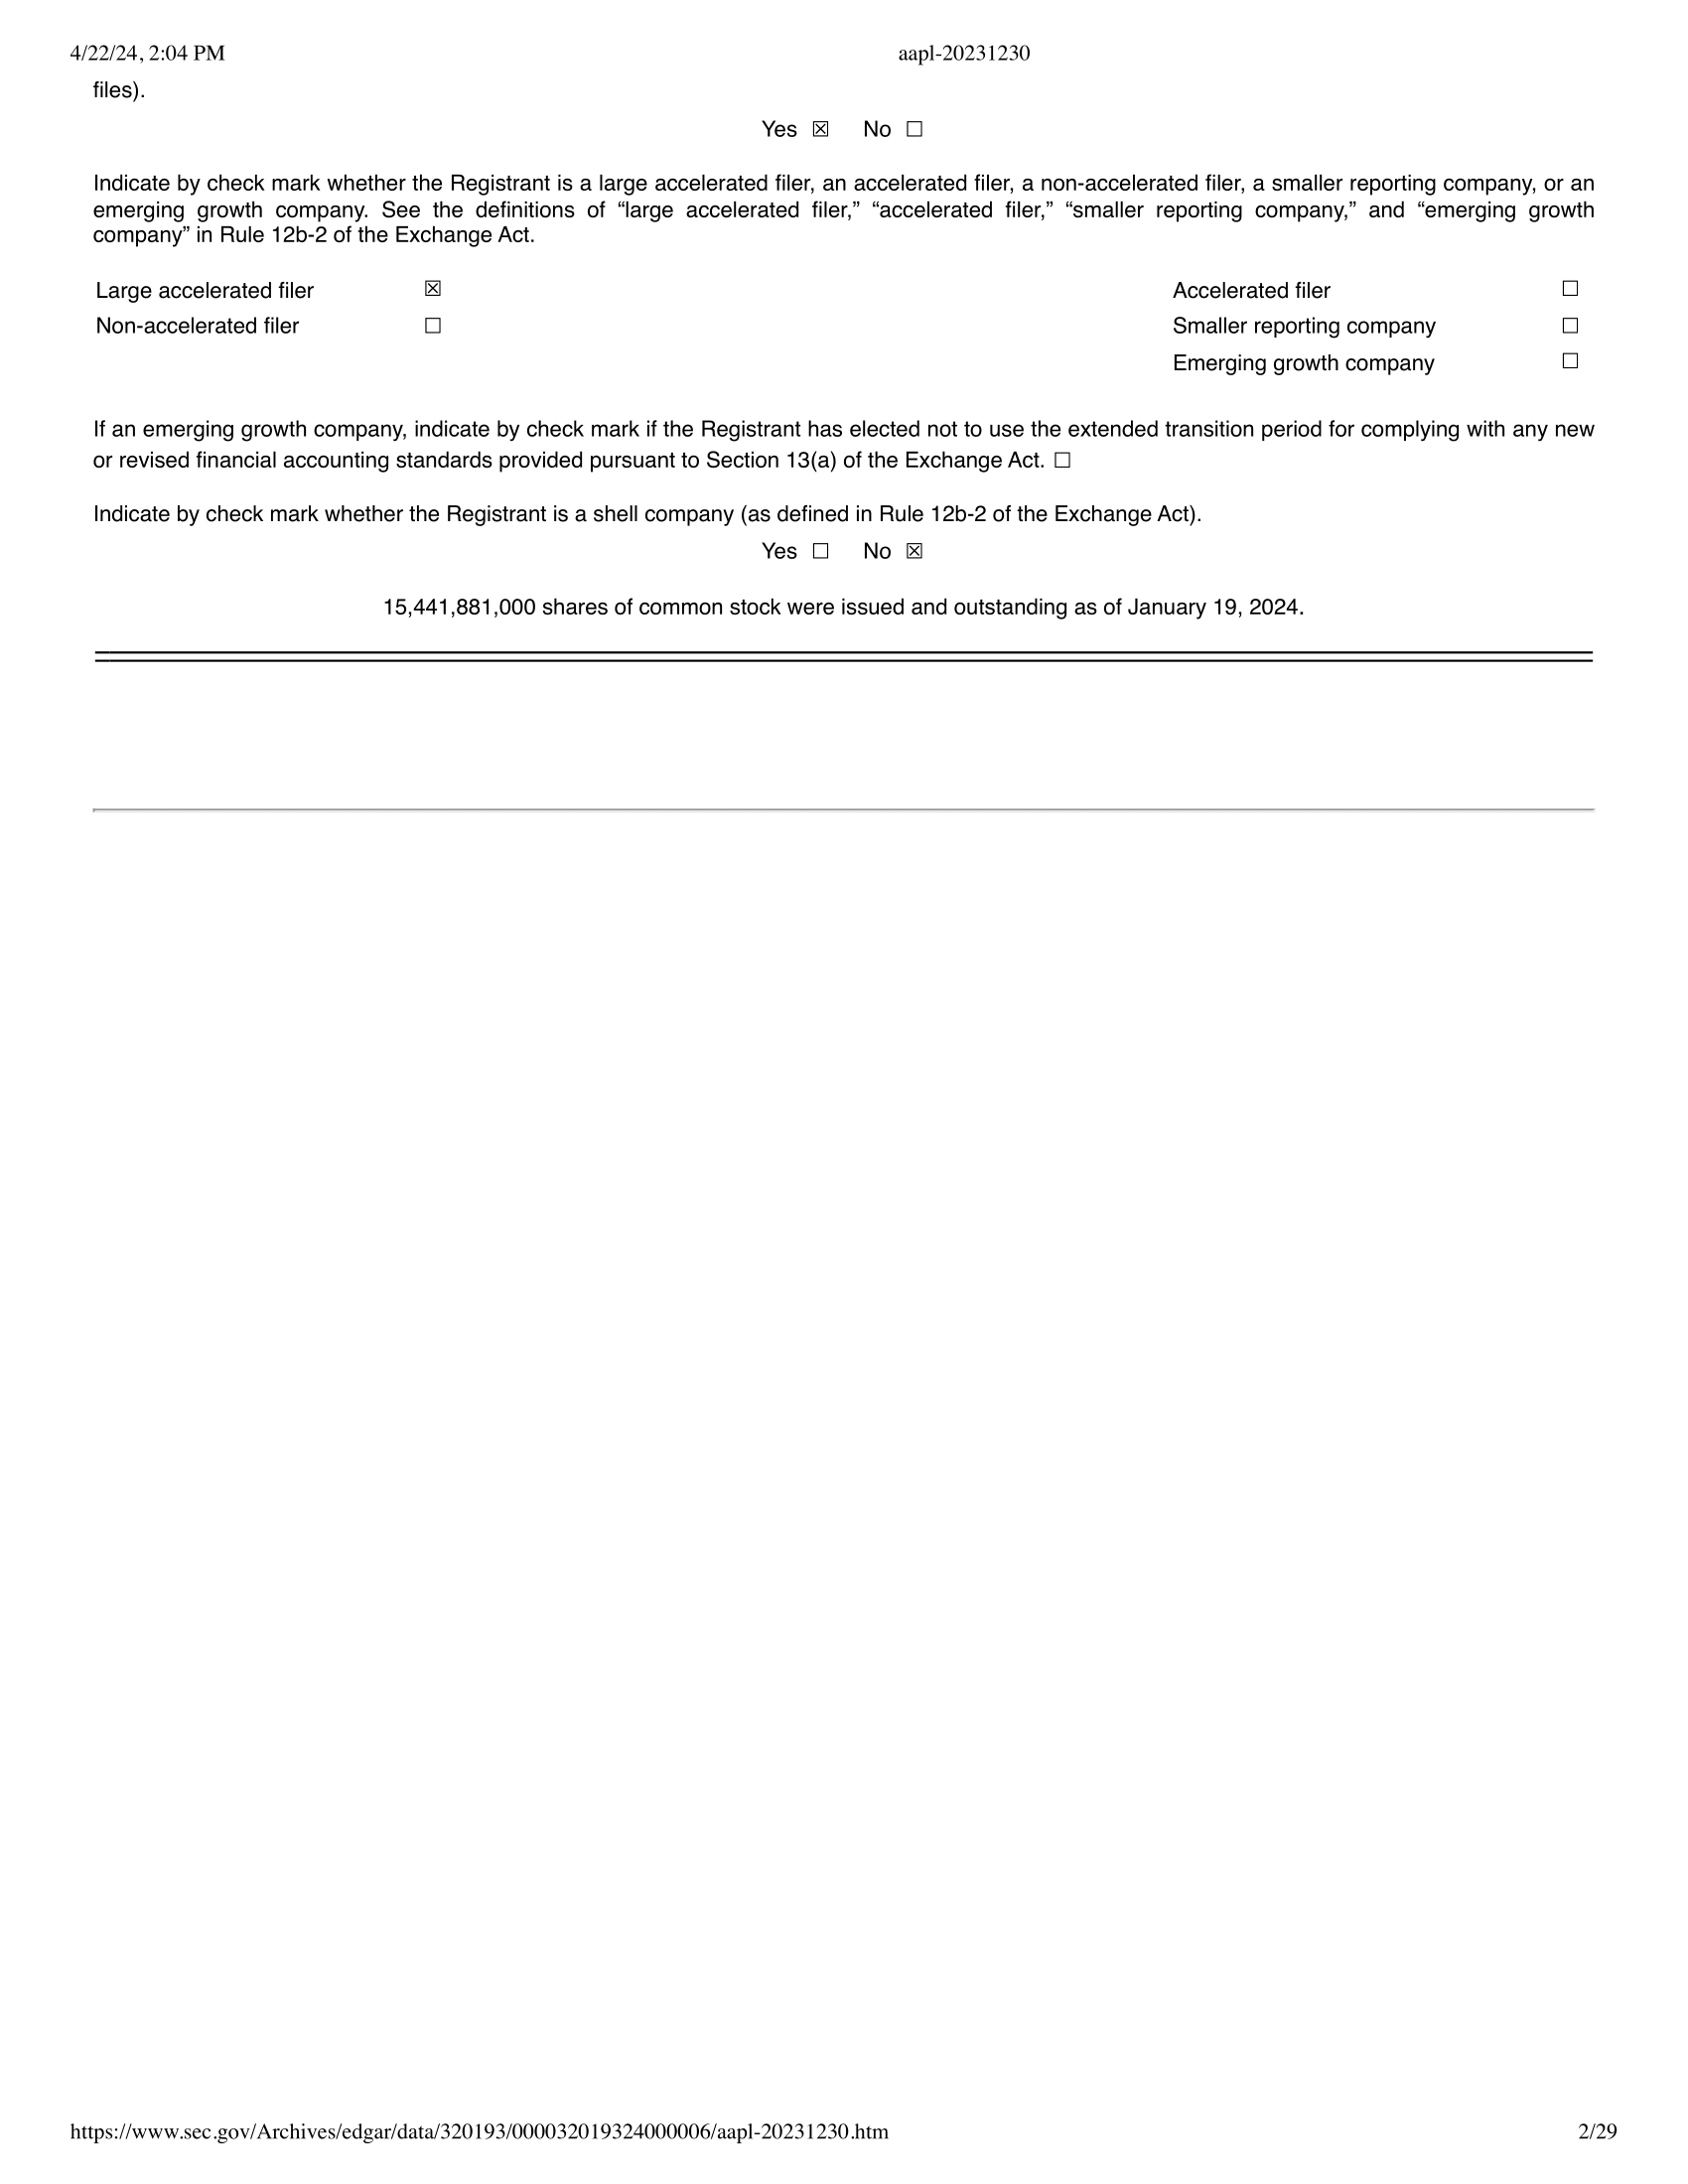 4/22/24, 2:04 PM aapl-20231230
files).
Yes ☒ No ☐
Indicate by check mark whether the Registrant is a large accelerated filer, an accelerated filer, a non-accelerated filer, a smaller reporting company, or an
emerging growth company. See the definitions of “large accelerated filer,” “accelerated filer,” “smaller reporting company,” and “emerging growth
company” in Rule 12b-2 of the Exchange Act.
Large accelerated filer ☒ Accelerated filer ☐
Non-accelerated filer ☐ Smaller reporting company ☐
Emerging growth company ☐
If an emerging growth company, indicate by check mark if the Registrant has elected not to use the extended transition period for complying with any new
or revised financial accounting standards provided pursuant to Section 13(a) of the Exchange Act. ☐
Indicate by check mark whether the Registrant is a shell company (as defined in Rule 12b-2 of the Exchange Act).
Yes ☐ No ☒
15,441,881,000 shares of common stock were issued and outstanding as of January 19, 2024.
https://www.sec.gov/Archives/edgar/data/320193/000032019324000006/aapl-20231230.htm 2/29